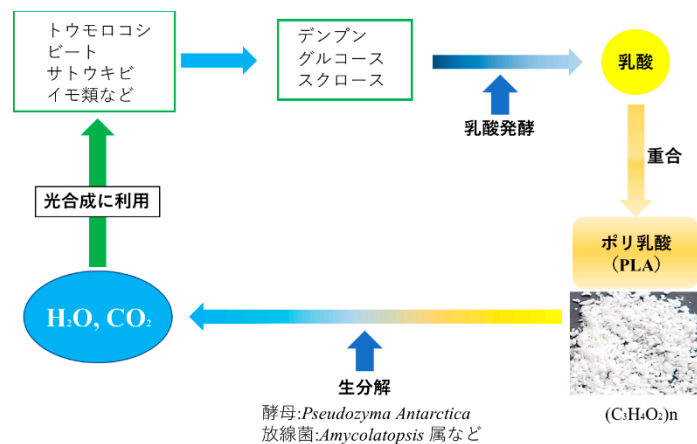 トウモロコシ
ビート
サトウキビ
イモ類など
デンプン
グルコース
スクロース
乳酸
乳酸発酵
重合
光合成に利用
ポリ乳酸
（PLA）
H₂O, CO₂
生分解
酵母:Pseudozyma Antarctica
放線菌:Amycolatopsis 属など
(C₃H₄O₂)n